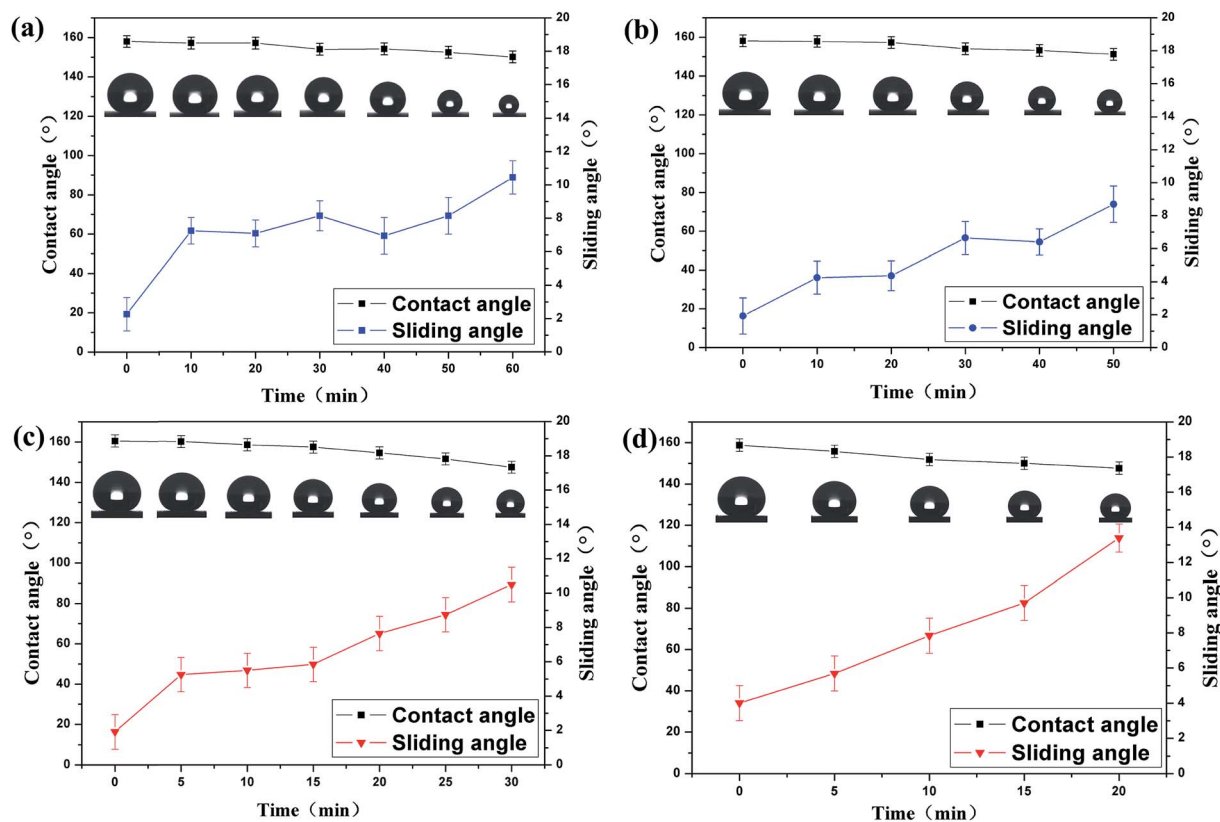 (a)
160
140
120
100
80
60
40
20
0
Contact angle (°)
20
18
16
14
12
10
8
6
4
2
0
Sliding angle (°)
Contact angle
Sliding angle
0 10 20 30 40 50 60
Time（min）
(b)
160
140
120
100
80
60
40
20
0
Contact angle (°)
20
18
16
14
12
10
8
6
4
2
0
Sliding angle (°)
Contact angle
Sliding angle
0 10 20 30 40 50
Time（min）
(c)
160
140
120
100
80
60
40
20
0
Contact angle（°）
20
18
16
14
12
10
8
6
4
2
0
Sliding angle（°）
Contact angle
Sliding angle
0 5 10 15 20 25 30
Time（min）
(d)
160
140
120
100
80
60
40
20
0
Contact angle（°）
20
18
16
14
12
10
8
6
4
2
0
Sliding angle（°）
Contact angle
Sliding angle
0 5 10 15 20
Time（min）